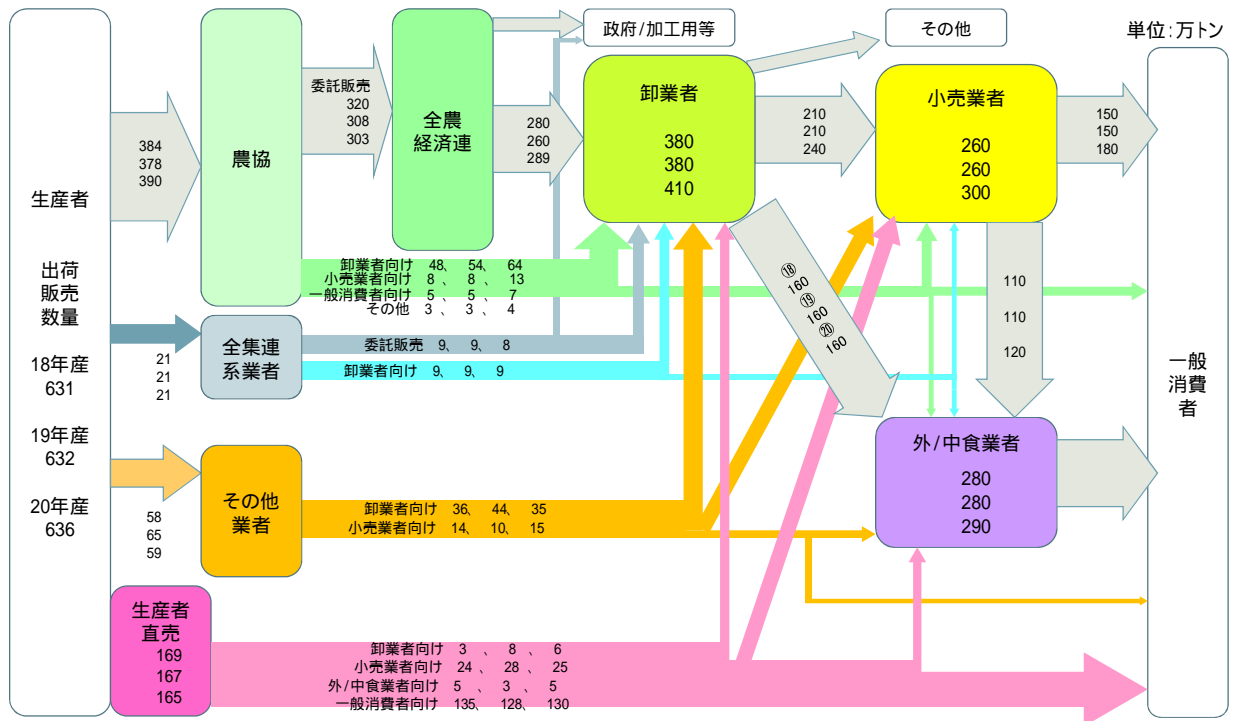 政府/加工用等
その他
単位：万トン
生産者
出荷
販売
数量
18年産
631
19年産
632
20年産
636
384
378
390
農協
委託販売
320
308
303
全農
経済連
280
260
289
卸業者
380
380
410
210
210
240
小売業者
260
260
300
150
150
180
卸業者向け 48、 54、 64
小売業者向け 8 、 8 、 13
一般消費者向け 5 、 5 、 7
その他 3 、 3 、 4
⑱
160
⑲
160
⑳
160
110
110
120
一般
消費
者
21
21
21
全集連
系業者
委託販売 9、 9、 8
卸業者向け 9、 9、 9
外/中食業者
280
280
290
58
65
59
その他
業者
卸業者向け 36、 44、 35
小売業者向け 14、 10、 15
生産者
直売
169
167
165
卸業者向け 3 、 8 、 6
小売業者向け 24 、 28 、 25
外/中食業者向け 5 、 3 、 5
一般消費者向け 135、 128、 130